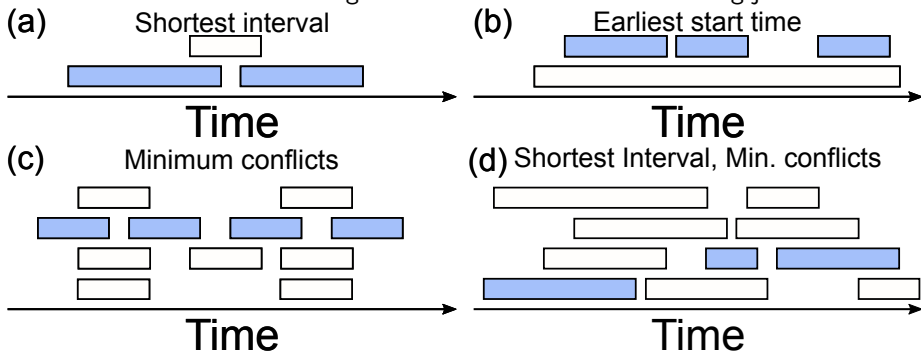 (a)
Shortest interval
Time
(b)
Earliest start time
Time
(c)
Minimum conflicts
Time
(d) Shortest Interval, Min. conflicts
Time